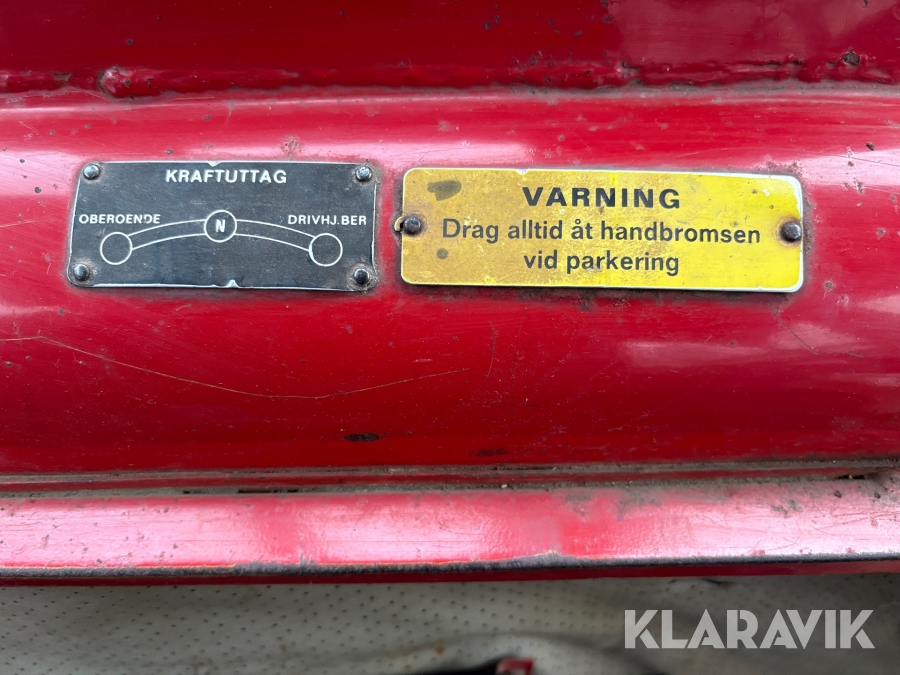 KRAFTUTTAG
OBEROENDE
N
DRIVHJ.BER
VARNING
Drag alltid åt handbromsen
vid parkering
KLARAVIK